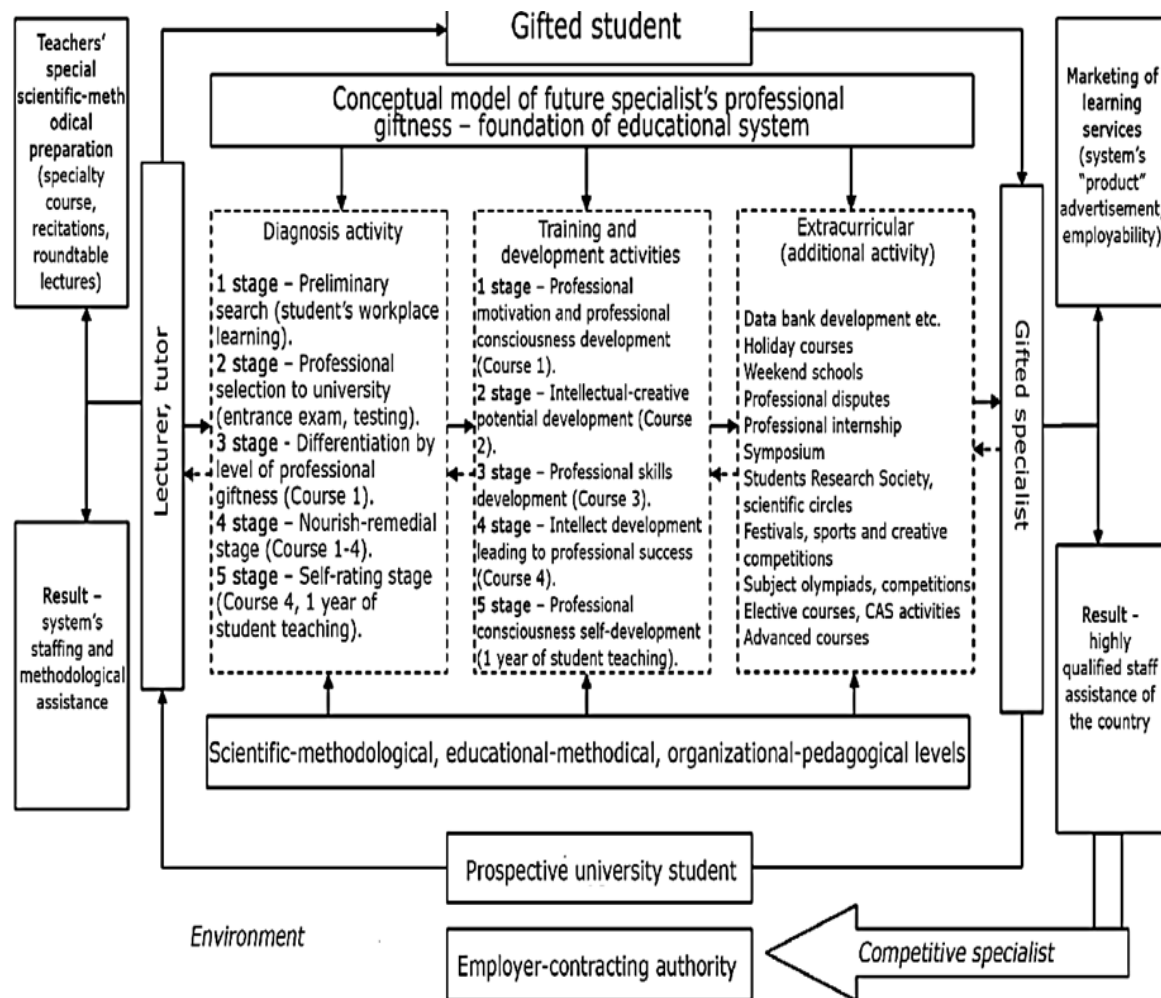 Gifted student
Teachers'
special
scientific-meth
odical
preparation
(specialty
course,
recitations,
roundtable
lectures)
Conceptual model of future specialist's professional
giftness – foundation of educational system
Marketing of
learning
services
(system's
"product"
advertisement,
employability)
Lecturer, tutor
Diagnosis activity
1 stage – Preliminary
search (student's workplace
learning).
2 stage – Professional
selection to university
(entrance exam, testing).
3 stage - Differentiation by
level of professional
giftness (Course 1).
4 stage – Nourish-remedial
stage (Course 1-4).
5 stage – Self-rating stage
(Course 4, 1 year of
student teaching).
Training and
development activities
1 stage – Professional
motivation and professional
consciousness development
(Course 1).
2 stage – Intellectual-creative
potential development (Course
2).
3 stage – Professional skills
development (Course 3).
4 stage – Intellect development
leading to professional success
(Course 4).
5 stage – Professional
consciousness self-development
(1 year of student teaching).
Extracurricular
(additional activity)
Data bank development etc.
Holiday courses
Weekend schools
Professional disputes
Professional internship
Symposium
Students Research Society,
scientific circles
Festivals, sports and creative
competitions
Subject olympiads, competitions
Elective courses, CAS activities
Advanced courses
Gifted specialist
Result –
system's
staffing and
methodological
assistance
Result –
highly
qualified staff
assistance of
the country
Scientific-methodological, educational-methodical, organizational-pedagogical levels
Prospective university student
Environment
Employer-contracting authority
Competitive specialist